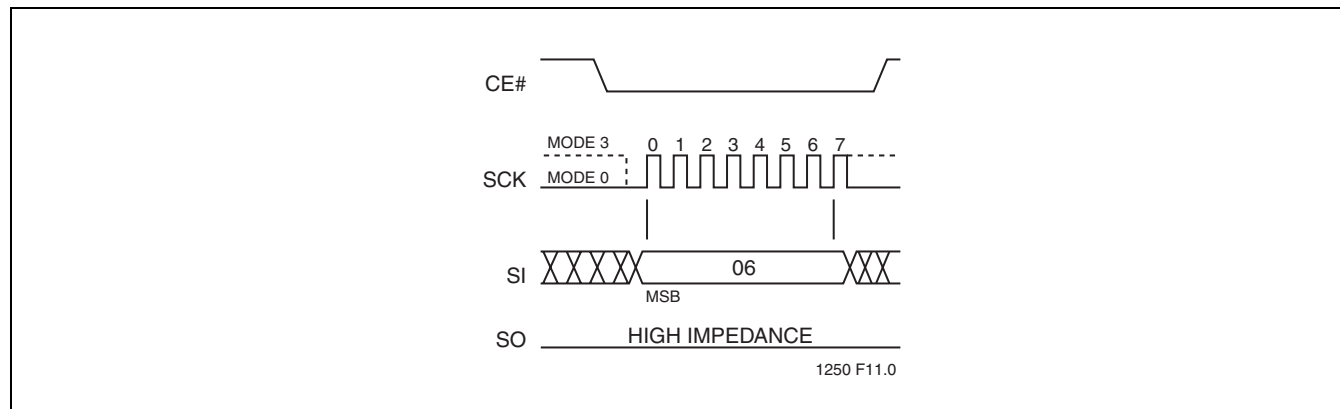 CE#
MODE 3
0 1 2 3 4 5 6 7
SCK
MODE 0
SI
06
MSB
SO
HIGH IMPEDANCE
1250 F11.0